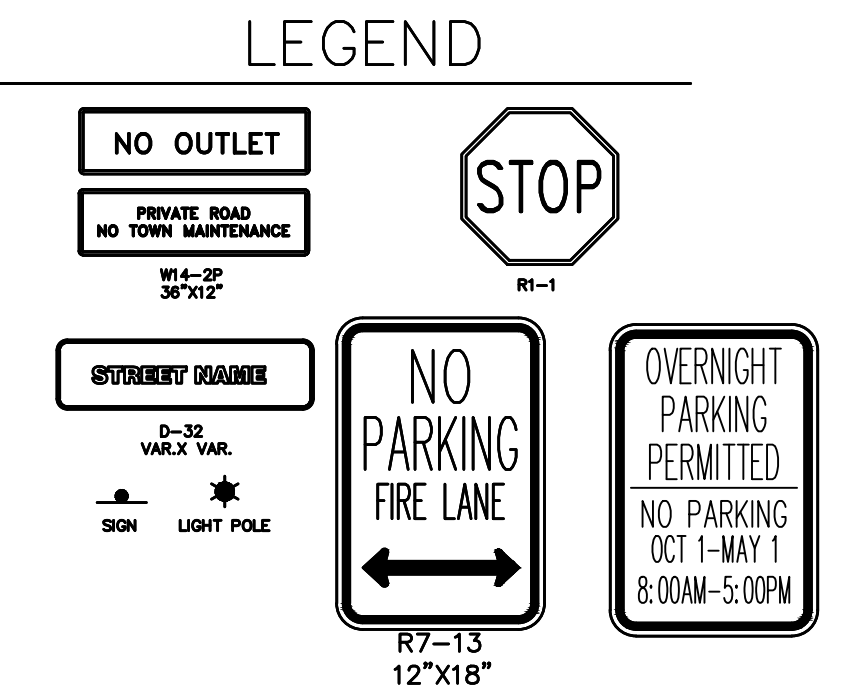 LEGEND
NO OUTLET
PRIVATE ROAD
NO TOWN MAINTENANCE
W14-2P
36"X12"
STOP
R1-1
STREET NAME
D-32
VAR.X VAR.
SIGN
LIGHT POLE
NO
PARKING
FIRE LANE
R7-13
12"X18"
OVERNIGHT
PARKING
PERMITTED
NO PARKING
OCT 1-MAY 1
8:00AM-5:00PM